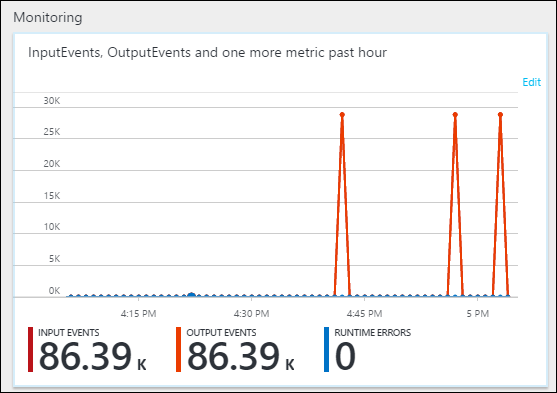 Monitoring
InputEvents, OutputEvents and one more metric past hour
Edit
30K
25K
20K
15K
10K
5K
0K
4:15 PM 4:30 PM 4:45 PM 5 PM
INPUT EVENTS OUTPUT EVENTS RUNTIME ERRORS
86.39 K 86.39 K 0